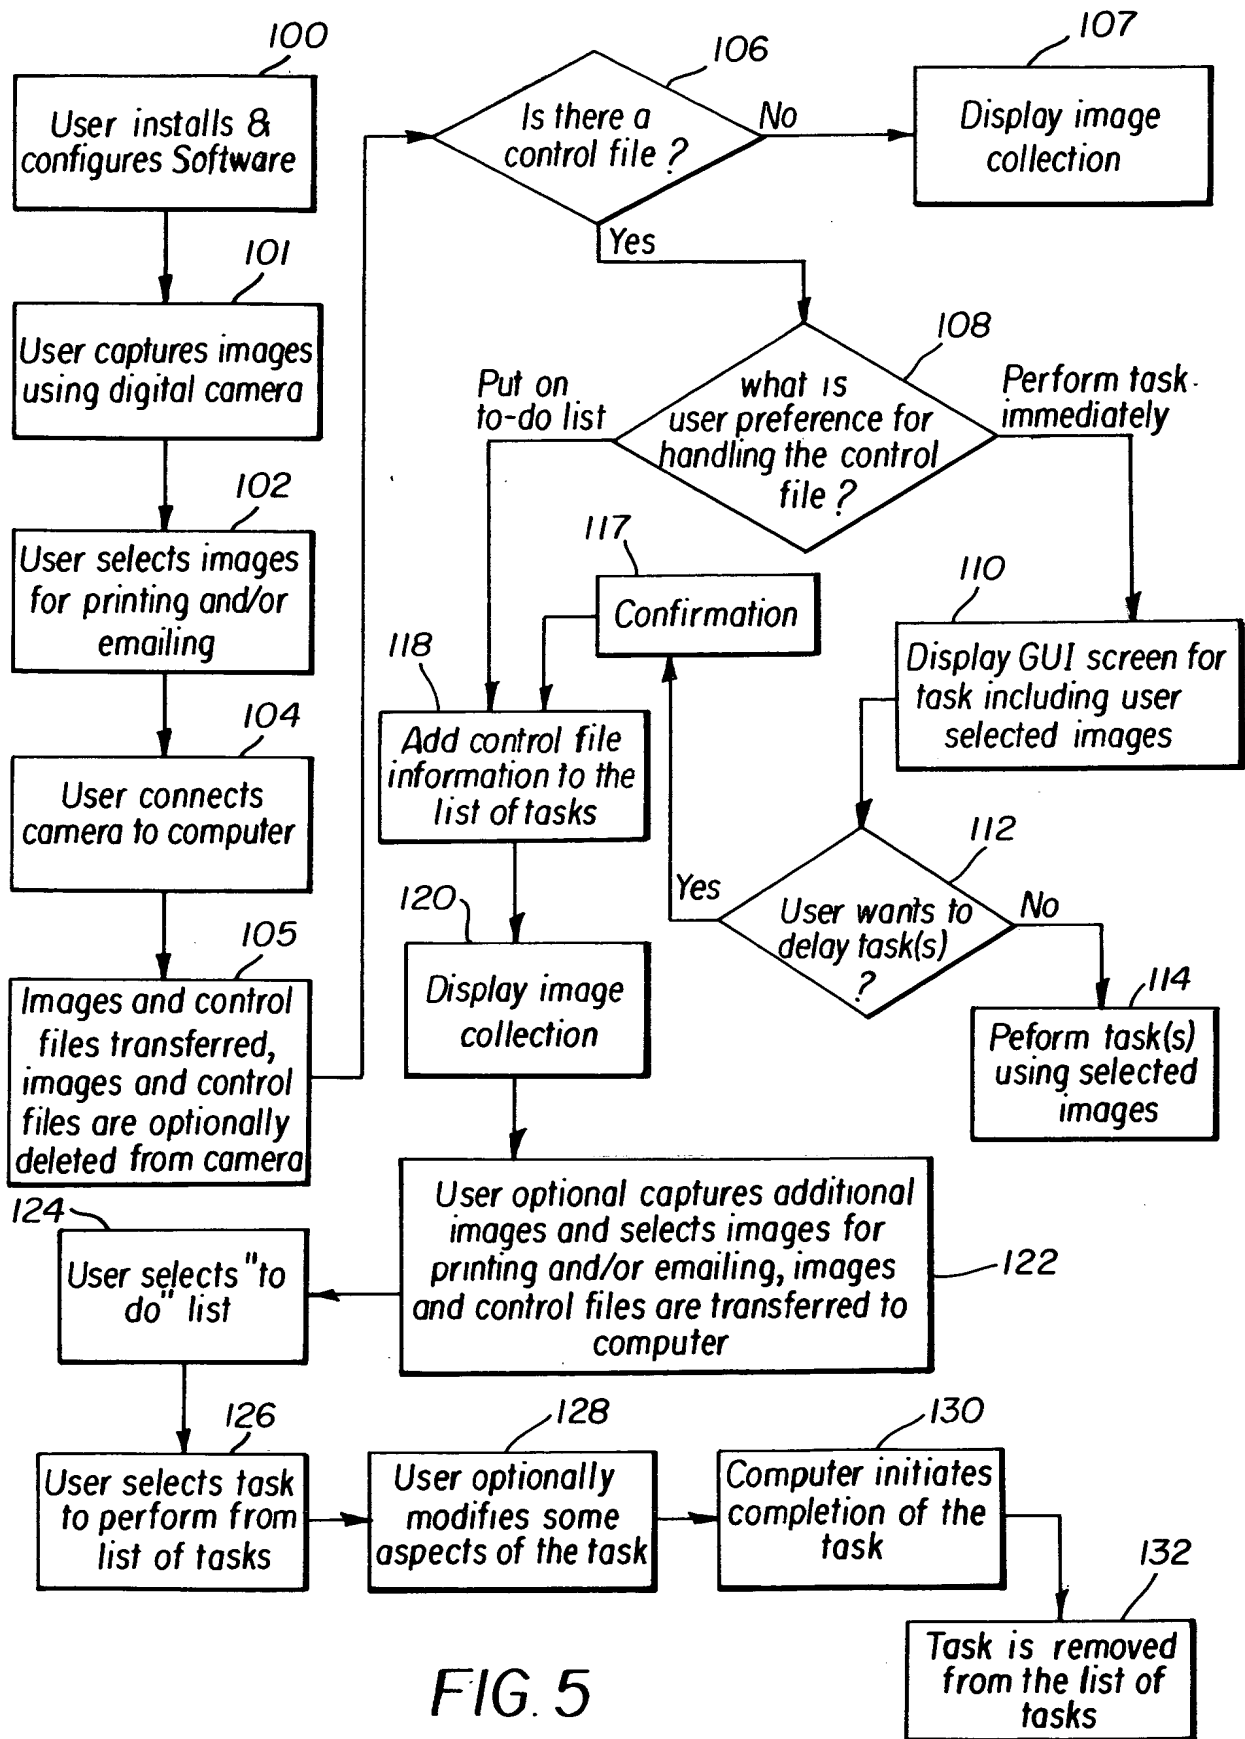 100
User installs &
configures Software
101
User captures images
using digital camera
102
User selects images
for printing and/or
emailing
104
User connects
camera to computer
105
Images and control
files transferred,
images and control
files are optionally
deleted from camera
106
Is there a
control file ?
No
Yes
107
Display image
collection
108
what is
user preference for
handling the control
file ?
Put on
to-do list
Perform task
immediately
110
Display GUI screen for
task including user
selected images
112
User wants to
delay task(s)
?
Yes
No
114
Peform task(s)
using selected
images
117
Confirmation
118
Add control file
information to the
list of tasks
120
Display image
collection
122
User optional captures additional
images and selects images for
printing and/or emailing, images
and control files are transferred to
computer
124
User selects "to
do" list
126
User selects task
to perform from
list of tasks
128
User optionally
modifies some
aspects of the task
130
Computer initiates
completion of the
task
132
Task is removed
from the list of
tasks
FIG. 5